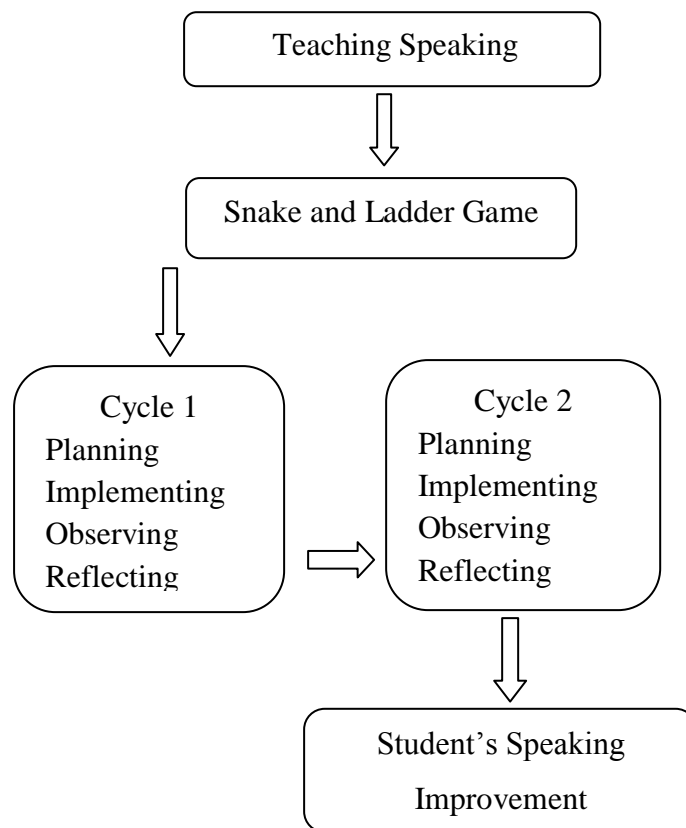 Teaching Speaking
Snake and Ladder Game
Cycle 1
Planning
Implementing
Observing
Reflecting
Cycle 2
Planning
Implementing
Observing
Reflecting
Student’s Speaking
Improvement